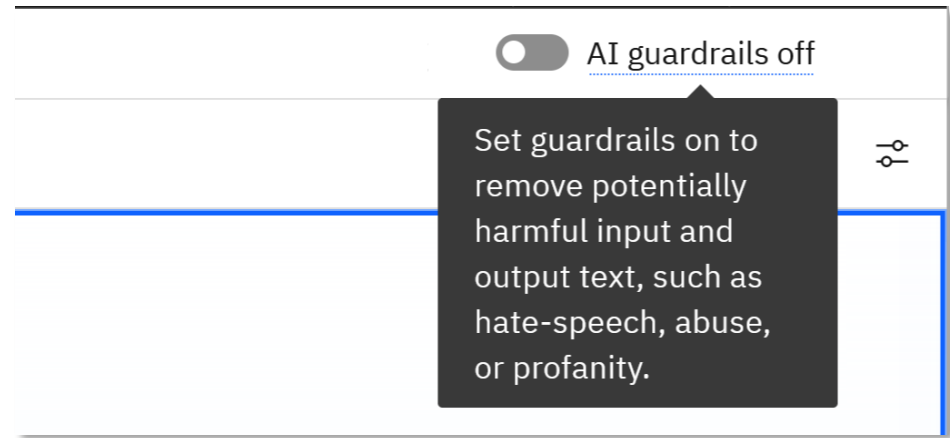 AI guardrails off
Set guardrails on to
remove potentially
harmful input and
output text, such as
hate-speech, abuse,
or profanity.